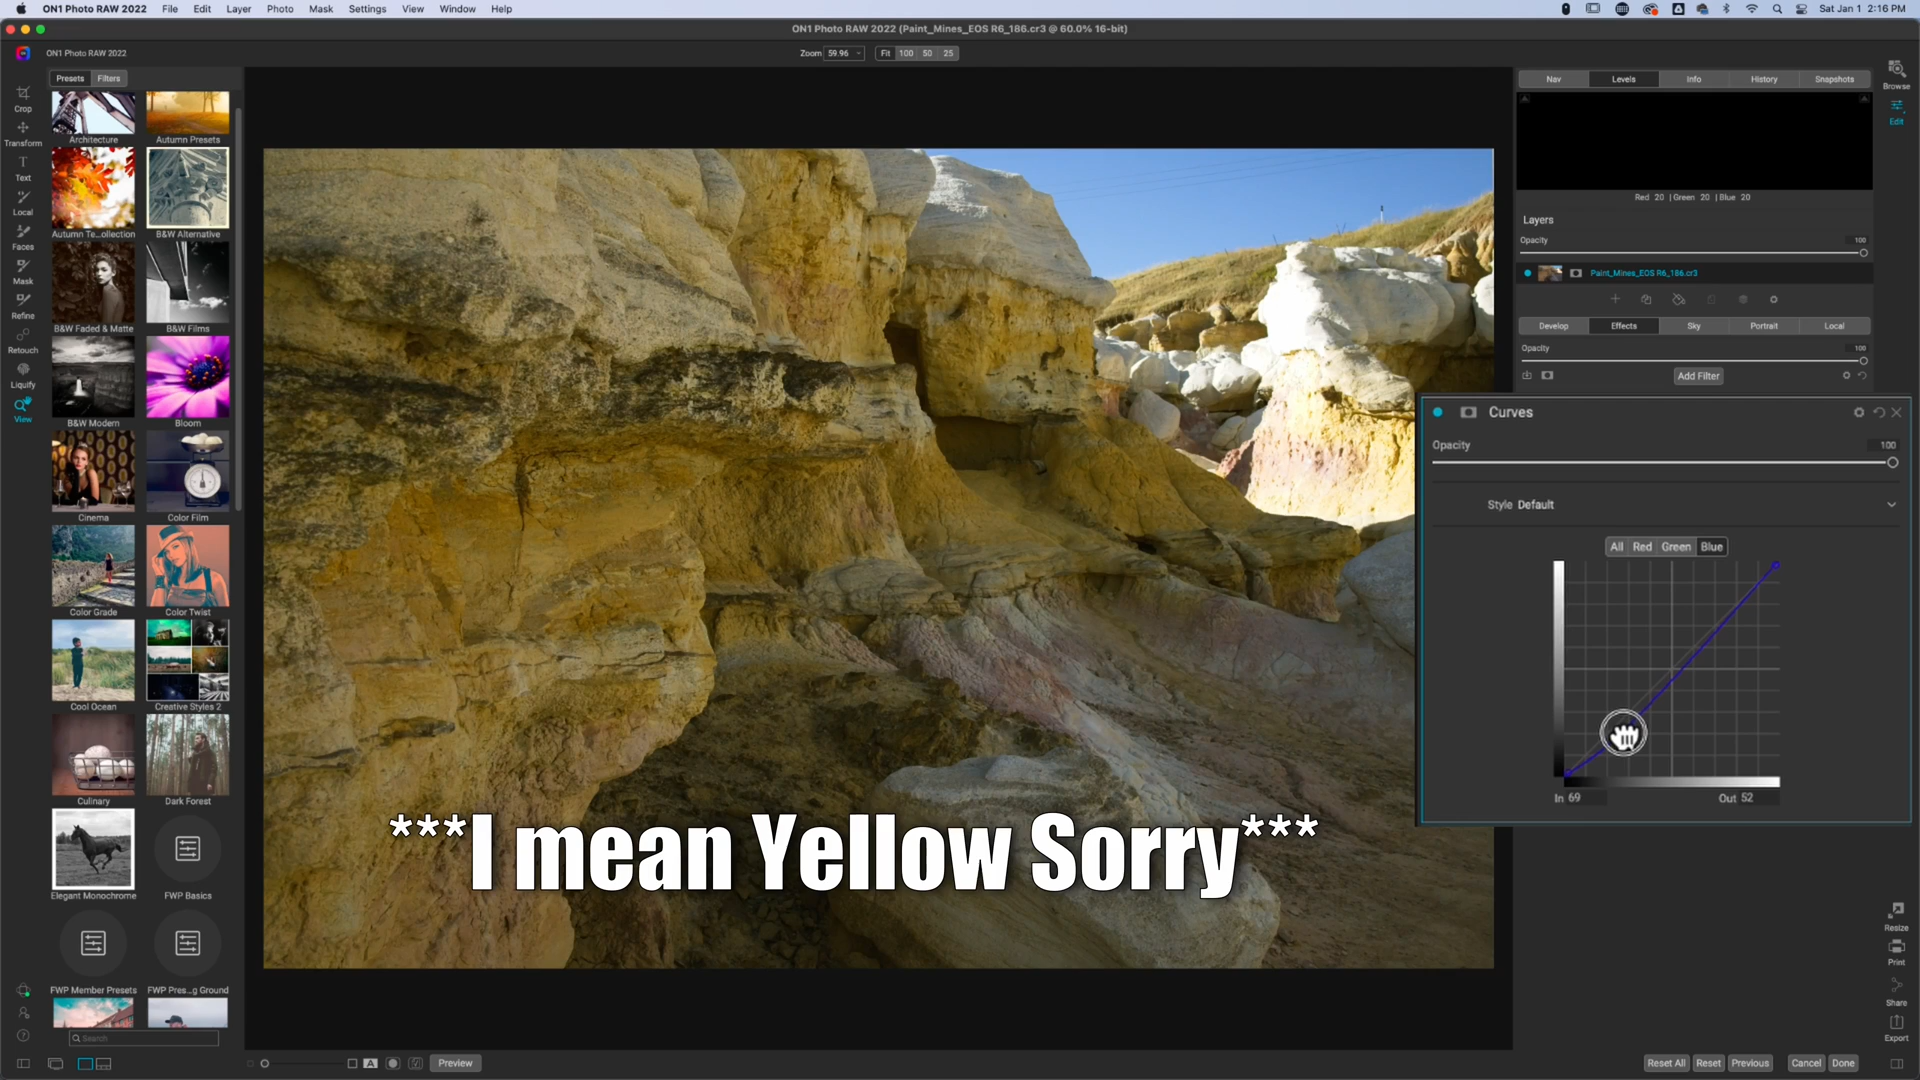 ON1 Photo RAW 2022 File Edit Layer Photo Mask Settings View Window Help Sat Jan 1 2:16 PM
ON1 Photo RAW 2022 (Paint_Mines_EOS R6_186.cr3 @ 60.0% 16-bit)
ON1 Photo RAW 2022 Zoom 59.96 Fit 100 50 25
Presets Filters
Crop
Transform
Text
Local
Faces
Mask
Refine
Retouch
Liquify
View
Architecture Autumn Presets
Autumn Te...ollection B&W Alternative
B&W Faded & Matte B&W Films
B&W Modern Bloom
Cinema Color Film
Color Grade Color Twist
Cool Ocean Creative Styles 2
Culinary Dark Forest
Elegant Monochrome FWP Basics
FWP Member Presets FWP Pres...g Ground
Search
***I mean Yellow Sorry***
A Preview
Nav Levels Info History Snapshots
Browse
Edit
Red 20 | Green 20 | Blue 20
Layers
Opacity 100
Paint_Mines_EOS R6_186.cr3
Develop Effects Sky Portrait Local
Opacity 100
Add Filter
Curves
Opacity 100
Style Default
All Red Green Blue
In 69 Out 52
Resize
Print
Share
Export
Reset All Reset Previous Cancel Done